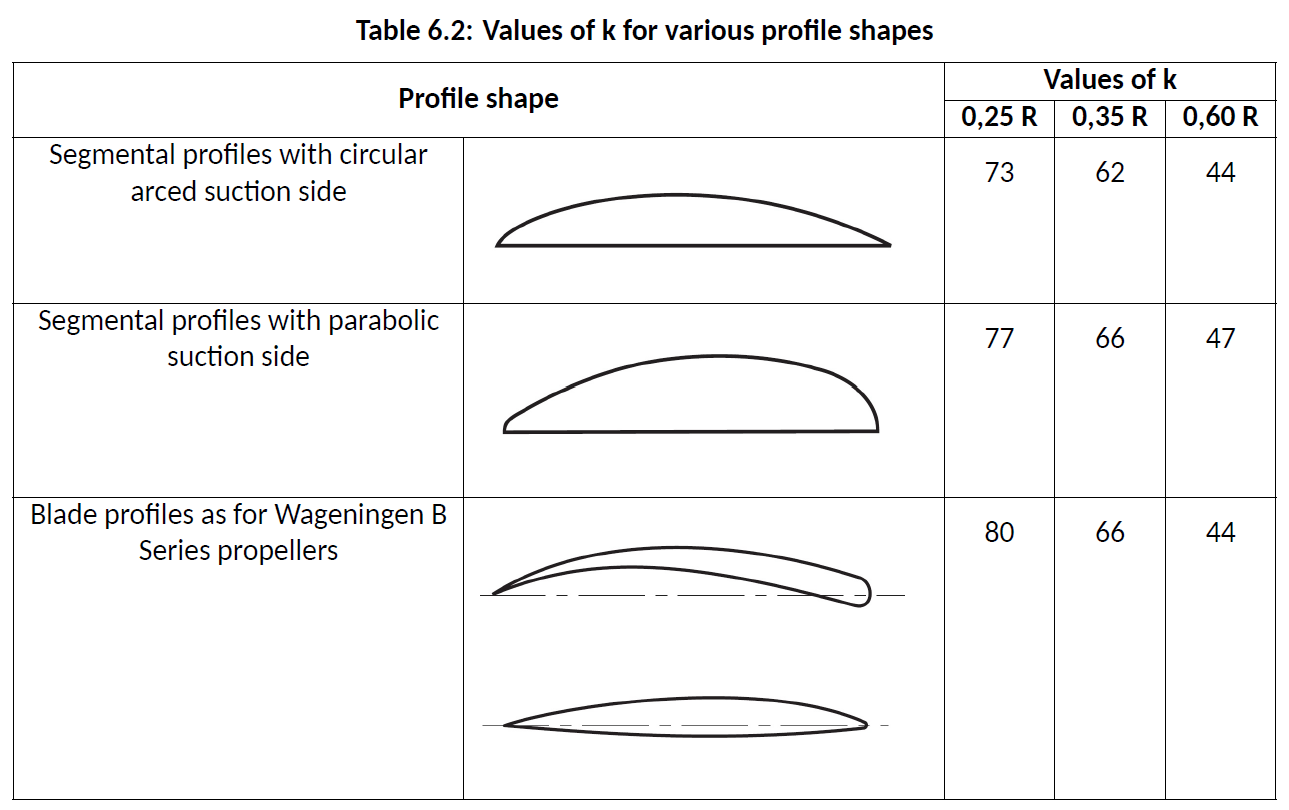 Table 6.2: Values of k for various profile shapes
Profile shape
Values of k
0,25 R 0,35 R 0,60 R
Segmental profiles with circular
arced suction side
73 62 44
Segmental profiles with parabolic
suction side
77 66 47
Blade profiles as for Wageningen B
Series propellers
80 66 44